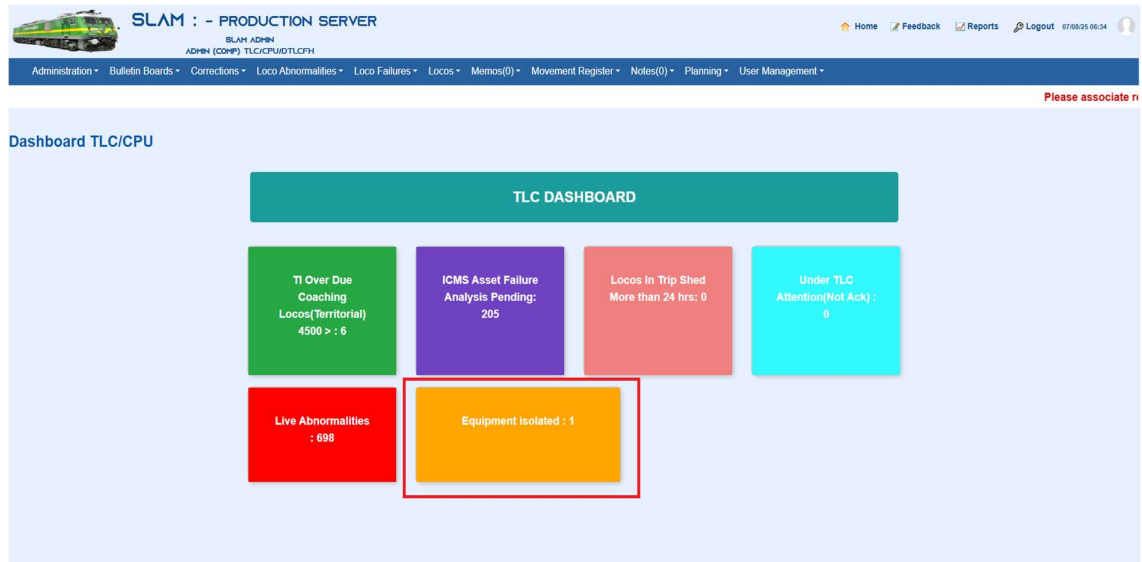 SLAM : - PRODUCTION SERVER
SLAM ADMIN
ADMIN (COMP) TLC/CPU/DTLCFH
Home Feedback Reports Logout 07/08/25 06:34
Administration Bulletin Boards Corrections Loco Abnormalities Loco Failures Locos Memos(0) Movement Register Notes(0) Planning User Management
Please associate
Dashboard TLC/CPU
TLC DASHBOARD
TI Over Due
Coaching
Locos(Territorial)
4500 > : 6
ICMS Asset Failure
Analysis Pending:
205
Locos In Trip Shed
More than 24 hrs: 0
Under TLC
Attention(Not Ack) :
0
Live Abnormalities
: 698
Equipment isolated : 1